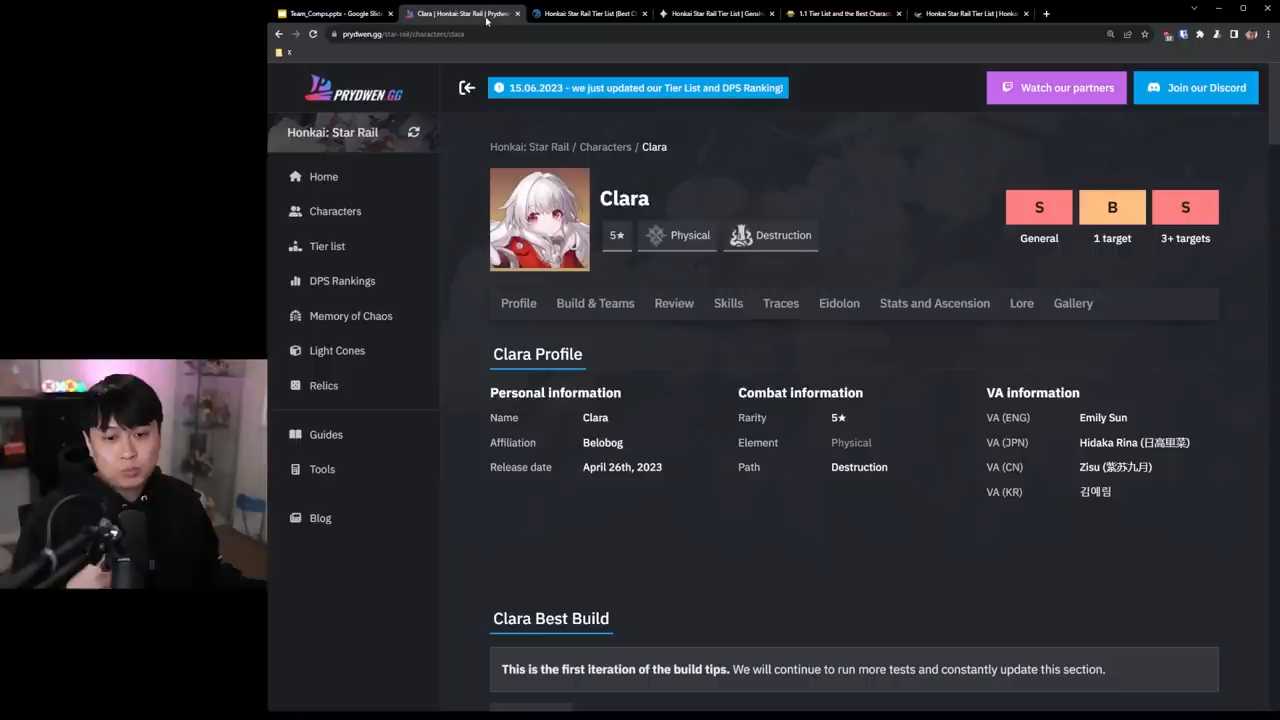 Team_Comps.pptx - Google Slid
Clara | Honkai: Star Rail | Prydw
Honkai: Star Rail Tier List (Best C
Honkai Star Rail Tier List | Gensh
1.1 Tier List and the Best Charac
Honkai Star Rail Tier List | Honka
prydwen.gg/star-rail/characters/clara
x
PRYDWEN GG
15.06.2023 - we just updated our Tier List and DPS Ranking!
Watch our partners
Join our Discord
Honkai: Star Rail
Home
Characters
Tier list
DPS Rankings
Memory of Chaos
Light Cones
Relics
Guides
Tools
Blog
Honkai: Star Rail / Characters / Clara
Clara
5★
Physical
Destruction
S
B
S
General
1 target
3+ targets
Profile
Build & Teams
Review
Skills
Traces
Eidolon
Stats and Ascension
Lore
Gallery
Clara Profile
Personal information
Name Clara
Affiliation Belobog
Release date April 26th, 2023
Combat information
Rarity 5★
Element Physical
Path Destruction
VA information
VA (ENG) Emily Sun
VA (JPN) Hidaka Rina (日高里菜)
VA (CN) Zisu (紫苏九月)
VA (KR) 김예림
Clara Best Build
This is the first iteration of the build tips. We will continue to run more tests and constantly update this section.